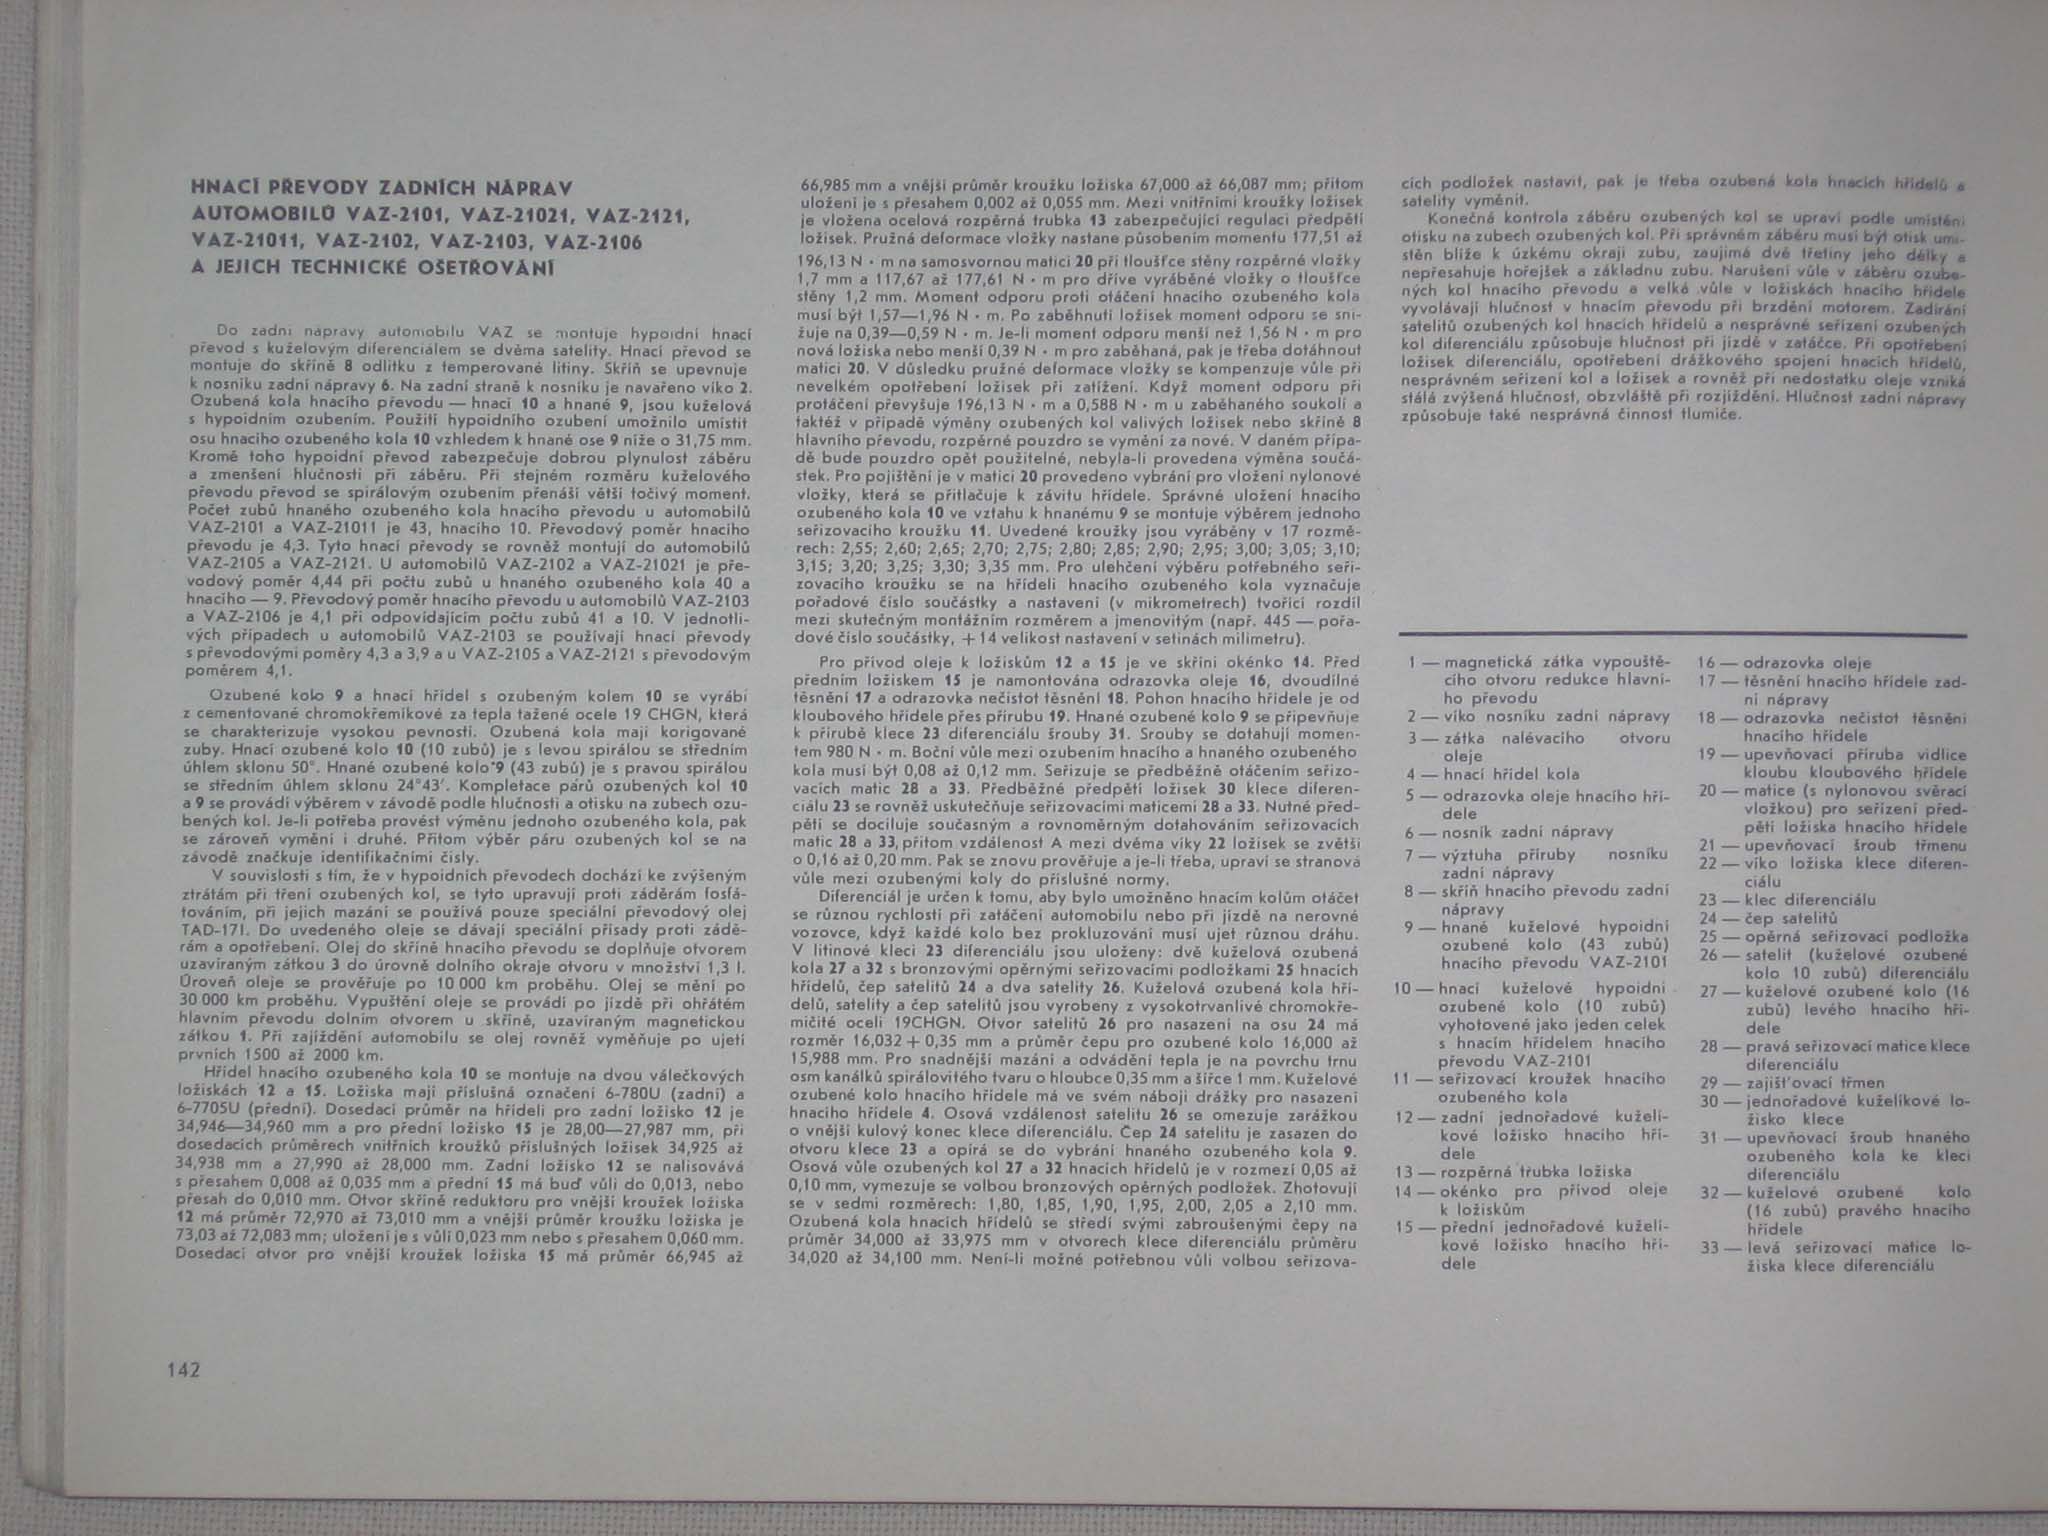 HNACÍ PŘEVODY ZADNÍCH NÁPRAV
AUTOMOBILŮ VAZ-2101, VAZ-21021, VAZ-2121,
VAZ-21011, VAZ-2102, VAZ-2103, VAZ-2106
A JEJICH TECHNICKÉ OŠETŘOVÁNÍ
Do zadní nápravy automobilu VAZ se montuje hypoidní hnací
převod s kuželovým diferenciálem se dvěma satelity. Hnací převod se
montuje do skříně 8 odlitku z temperované litiny. Skříň se upevnuje
k nosníku zadní nápravy 6. Na zadní straně k nosníku je navařeno víko 2.
Ozubená kola hnacího převodu — hnací 10 a hnané 9, jsou kuželová
s hypoidním ozubením. Použití hypoidního ozubení umožnilo umístit
osu hnacího ozubeného kola 10 vzhledem k hnané ose 9 níže o 31,75 mm.
Kromě toho hypoidní převod zabezpečuje dobrou plynulost záběru
a zmenšení hlučnosti při záběru. Při stejném rozměru kuželového
převodu převod se spirálovým ozubením přenáší větší točivý moment.
Počet zubů hnaného ozubeného kola hnacího převodu u automobilů
VAZ-2101 a VAZ-21011 je 43, hnacího 10. Převodový poměr hnacího
převodu je 4,3. Tyto hnací převody se rovněž montují do automobilů
VAZ-2105 a VAZ-2121. U automobilů VAZ-2102 a VAZ-21021 je pře-
vodový poměr 4,44 při počtu zubů u hnaného ozubeného kola 40 a
hnacího — 9. Převodový poměr hnacího převodu u automobilů VAZ-2103
a VAZ-2106 je 4,1 při odpovídajícím počtu zubů 41 a 10. V jednotli-
vých případech u automobilů VAZ-2103 se používají hnací převody
s převodovými poměry 4,3 a 3,9 a u VAZ-2105 a VAZ-2121 s převodovým
poměrem 4,1.
Ozubené kolo 9 a hnací hřídel s ozubeným kolem 10 se vyrábí
z cementované chromokřemíkové za tepla tažené ocele 19 CHGN, která
se charakterizuje vysokou pevností. Ozubená kola mají korigované
zuby. Hnací ozubené kolo 10 (10 zubů) je s levou spirálou se středním
úhlem sklonu 50°. Hnané ozubené kolo 9 (43 zubů) je s pravou spirálou
se středním úhlem sklonu 24°43′. Kompletace párů ozubených kol 10
a 9 se provádí výběrem v závodě podle hlučnosti a otisku na zubech ozu-
bených kol. Je-li potřeba provést výměnu jednoho ozubeného kola, pak
se zároveň vymění i druhé. Přitom výběr páru ozubených kol se na
závodě značkuje identifikačními čísly.
V souvislosti s tím, že v hypoidních převodech dochází ke zvýšeným
ztrátám při tření ozubených kol, se tyto upravují proti záděrám fosfá-
továním, při jejich mazání se používá pouze speciální převodový olej
TAD-17I. Do uvedeného oleje se dávají speciální přísady proti zádě-
rám a opotřebení. Olej do skříně hnacího převodu se doplňuje otvorem
uzavíraným zátkou 3 do úrovně dolního okraje otvoru v množství 1,3 l.
Úroveň oleje se prověřuje po 10 000 km proběhu. Olej se mění po
30 000 km proběhu. Vypuštění oleje se provádí po jízdě při ohřátém
hlavním převodu dolním otvorem u skříně, uzavíraným magnetickou
zátkou 1. Při zajíždění automobilu se olej rovněž vyměňuje po ujetí
prvních 1500 až 2000 km.
Hřídel hnacího ozubeného kola 10 se montuje na dvou válečkových
ložiskách 12 a 15. Ložiska mají příslušná označení 6-780U (zadní) a
6-7705U (přední). Dosedací průměr na hřídeli pro zadní ložisko 12 je
34,946—34,960 mm a pro přední ložisko 15 je 28,00—27,987 mm, při
dosedacích průměrech vnitřních kroužků příslušných ložisek 34,925 až
34,938 mm a 27,990 až 28,000 mm. Zadní ložisko 12 se nalisovává
s přesahem 0,008 až 0,035 mm a přední 15 má buď vůli do 0,013, nebo
přesah do 0,010 mm. Otvor skříně reduktoru pro vnější kroužek ložiska
12 má průměr 72,970 až 73,010 mm a vnější průměr kroužku ložiska je
73,03 až 72,083 mm; uložení je s vůlí 0,023 mm nebo s přesahem 0,060 mm.
Dosedací otvor pro vnější kroužek ložiska 15 má průměr 66,945 až
66,985 mm a vnější průměr kroužku ložiska 67,000 až 66,087 mm; přitom
uložení je s přesahem 0,002 až 0,055 mm. Mezi vnitřními kroužky ložisek
je vložena ocelová rozpěrná trubka 13 zabezpečující regulaci předpětí
ložisek. Pružná deformace vložky nastane působením momentu 177,51 až
196,13 N · m na samosvornou matici 20 při tloušťce stěny rozpěrné vložky
1,7 mm a 117,67 až 177,61 N · m pro dříve vyráběné vložky o tloušťce
stěny 1,2 mm. Moment odporu proti otáčení hnacího ozubeného kola
musí být 1,57—1,96 N · m. Po zaběhnutí ložisek moment odporu se sni-
žuje na 0,39—0,59 N · m. Je-li moment odporu menší než 1,56 N · m pro
nová ložiska nebo menší 0,39 N · m pro zaběhaná, pak je třeba dotáhnout
matici 20. V důsledku pružné deformace vložky se kompenzuje vůle při
nevelkém opotřebení ložisek při zatížení. Když moment odporu při
protáčení převyšuje 196,13 N · m a 0,588 N · m u zaběhaného soukolí a
taktéž v případě výměny ozubených kol valivých ložisek nebo skříně 8
hlavního převodu, rozpěrné pouzdro se vymění za nové. V daném přípa-
dě bude pouzdro opět použitelné, nebyla-li provedena výměna součá-
stek. Pro pojištění je v matici 20 provedeno vybrání pro vložení nylonové
vložky, která se přitlačuje k závitu hřídele. Správné uložení hnacího
ozubeného kola 10 ve vztahu k hnanému 9 se montuje výběrem jednoho
seřizovacího kroužku 11. Uvedené kroužky jsou vyráběny v 17 rozmě-
rech: 2,55; 2,60; 2,65; 2,70; 2,75; 2,80; 2,85; 2,90; 2,95; 3,00; 3,05; 3,10;
3,15; 3,20; 3,25; 3,30; 3,35 mm. Pro ulehčení výběru potřebného seři-
zovacího kroužku se na hřídeli hnacího ozubeného kola vyznačuje
pořadové číslo součástky a nastavení (v mikrometrech) tvořící rozdíl
mezi skutečným montážním rozměrem a jmenovitým (např. 445 — pořa-
dové číslo součástky, +14 velikost nastavení v setinách milimetru).
Pro přívod oleje k ložiskům 12 a 15 je ve skříni okénko 14. Před
předním ložiskem 15 je namontována odrazovka oleje 16, dvoudílné
těsnění 17 a odrazovka nečistot těsnění 18. Pohon hnacího hřídele je od
kloubového hřídele přes přírubu 19. Hnané ozubené kolo 9 se připevňuje
k přírubě klece 23 diferenciálu šrouby 31. Šrouby se dotahují momen-
tem 980 N · m. Boční vůle mezi ozubením hnacího a hnaného ozubeného
kola musí být 0,08 až 0,12 mm. Seřizuje se předběžně otáčením seřizo-
vacích matic 28 a 33. Předběžné předpětí ložisek 30 klece diferen-
ciálu 23 se rovněž uskutečňuje seřizovacími maticemi 28 a 33. Nutné před-
pětí se dociluje současným a rovnoměrným dotahováním seřizovacích
matic 28 a 33, přitom vzdálenost A mezi dvěma víky 22 ložisek se zvětší
o 0,16 až 0,20 mm. Pak se znovu prověřuje a je-li třeba, upraví se stranová
vůle mezi ozubenými koly do příslušné normy.
Diferenciál je určen k tomu, aby bylo umožněno hnacím kolům otáčet
se různou rychlostí při zatáčení automobilu nebo při jízdě na nerovné
vozovce, když každé kolo bez prokluzování musí ujet různou dráhu.
V litinové kleci 23 diferenciálu jsou uloženy: dvě kuželová ozubená
kola 27 a 32 s bronzovými opěrnými seřizovacími podložkami 25 hnacích
hřídelů, čep satelitů 24 a dva satelity 26. Kuželová ozubená kola hří-
delů, satelity a čep satelitů jsou vyrobeny z vysokotrvanlivé chromokře-
mičité oceli 19CHGN. Otvor satelitů 26 pro nasazení na osu 24 má
rozměr 16,032 + 0,35 mm a průměr čepu pro ozubené kolo 16,000 až
15,988 mm. Pro snadnější mazání a odvádění tepla je na povrchu trnu
osm kanálků spirálovitého tvaru o hloubce 0,35 mm a šířce 1 mm. Kuželové
ozubené kolo hnacího hřídele má ve svém náboji drážky pro nasazení
hnacího hřídele 4. Osová vzdálenost satelitu 26 se omezuje zarážkou
o vnější kulový konec klece diferenciálu. Čep 24 satelitu je zasazen do
otvoru klece 23 a opírá se do vybrání hnaného ozubeného kola 9.
Osová vůle ozubených kol 27 a 32 hnacích hřídelů je v rozmezí 0,05 až
0,10 mm, vymezuje se volbou bronzových opěrných podložek. Zhotovují
se v sedmi rozměrech: 1,80, 1,85, 1,90, 1,95, 2,00, 2,05 a 2,10 mm.
Ozubená kola hnacích hřídelů se středí svými zabroušenými čepy na
průměr 34,000 až 33,975 mm v otvorech klece diferenciálu průměru
34,020 až 34,100 mm. Není-li možné potřebnou vůli volbou seřizova-
cích podložek nastavit, pak je třeba ozubená kola hnacích hřídelů a
satelity vyměnit.
Konečná kontrola záběru ozubených kol se upraví podle umístění
otisku na zubech ozubených kol. Při správném záběru musí být otisk umí-
stěn blíže k úzkému okraji zubu, zaujímá dvě třetiny jeho délky a
nepřesahuje hořejšek a základnu zubu. Narušení vůle v záběru ozube-
ných kol hnacího převodu a velká vůle v ložiskách hnacího hřídele
vyvolávají hlučnost v hnacím převodu při brzdění motorem. Zadírání
satelitů ozubených kol hnacích hřídelů a nesprávné seřízení ozubených
kol diferenciálu způsobuje hlučnost při jízdě v zatáčce. Při opotřebení
ložisek diferenciálu, opotřebení drážkového spojení hnacích hřídelů,
nesprávném seřízení kol a ložisek a rovněž při nedostatku oleje vzniká
stálá zvýšená hlučnost, obzvláště při rozjíždění. Hlučnost zadní nápravy
způsobuje také nesprávná činnost tlumiče.
1 — magnetická zátka vypouště-
cího otvoru redukce hlavní-
ho převodu
2 — víko nosníku zadní nápravy
3 — zátka nalévacího otvoru
oleje
4 — hnací hřídel kola
5 — odrazovka oleje hnacího hří-
dele
6 — nosník zadní nápravy
7 — výztuha příruby nosníku
zadní nápravy
8 — skříň hnacího převodu zadní
nápravy
9 — hnané kuželové hypoidní
ozubené kolo (43 zubů)
hnacího převodu VAZ-2101
10 — hnací kuželové hypoidní
ozubené kolo (10 zubů)
vyhotovené jako jeden celek
s hnacím hřídelem hnacího
převodu VAZ-2101
11 — seřizovací kroužek hnacího
ozubeného kola
12 — zadní jednořadové kuželí-
kové ložisko hnacího hří-
dele
13 — rozpěrná trubka ložiska
14 — okénko pro přívod oleje
k ložiskům
15 — přední jednořadové kuželí-
kové ložisko hnacího hří-
dele
16 — odrazovka oleje
17 — těsnění hnacího hřídele zad-
ní nápravy
18 — odrazovka nečistot těsnění
hnacího hřídele
19 — upevňovací příruba vidlice
kloubu kloubového hřídele
20 — matice (s nylonovou svěrací
vložkou) pro seřízení před-
pětí ložiska hnacího hřídele
21 — upevňovací šroub třmenu
22 — víko ložiska klece diferen-
ciálu
23 — klec diferenciálu
24 — čep satelitů
25 — opěrná seřizovací podložka
26 — satelit (kuželové ozubené
kolo 10 zubů) diferenciálu
27 — kuželové ozubené kolo (16
zubů) levého hnacího hří-
dele
28 — pravá seřizovací matice klece
diferenciálu
29 — zajišťovací třmen
30 — jednořadové kuželíkové lo-
žisko klece
31 — upevňovací šroub hnaného
ozubeného kola ke kleci
diferenciálu
32 — kuželové ozubené kolo
(16 zubů) pravého hnacího
hřídele
33 — levá seřizovací matice lo-
žiska klece diferenciálu
142